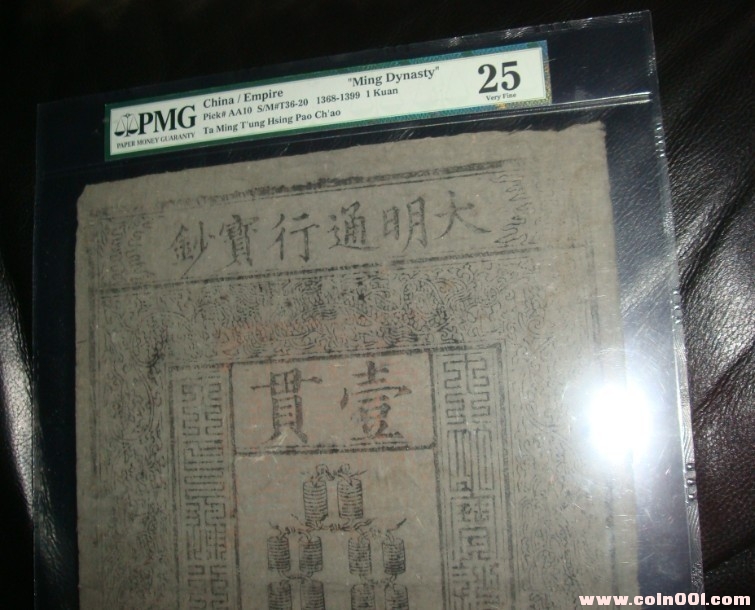 PMG
PAPER MONEY GUARANTY
China / Empire "Ming Dynasty"
Pick# AA10 S/M#T36-20 1368-1399 1 Kuan
Ta Ming T'ung Hsing Pao Ch'ao
25
Very Fine
大明通行寶鈔
壹貫
www.coin001.com